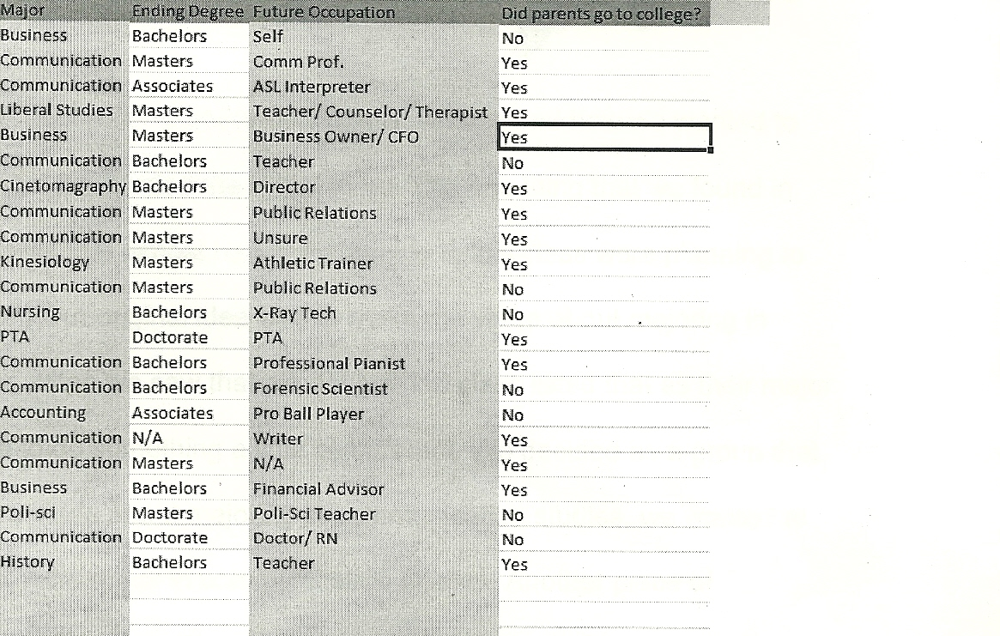 Major Ending Degree Future Occupation Did parents go to college?
Business Bachelors Self No
Communication Masters Comm Prof. Yes
Communication Associates ASL Interpreter Yes
Liberal Studies Masters Teacher/ Counselor/ Therapist Yes
Business Masters Business Owner/ CFO Yes
Communication Bachelors Teacher No
Cinetomagraphy Bachelors Director Yes
Communication Masters Public Relations Yes
Communication Masters Unsure Yes
Kinesiology Masters Athletic Trainer Yes
Communication Masters Public Relations No
Nursing Bachelors X-Ray Tech No
PTA Doctorate PTA Yes
Communication Bachelors Professional Pianist Yes
Communication Bachelors Forensic Scientist No
Accounting Associates Pro Ball Player No
Communication N/A Writer Yes
Communication Masters N/A Yes
Business Bachelors Financial Advisor Yes
Poli-sci Masters Poli-Sci Teacher No
Communication Doctorate Doctor/ RN No
History Bachelors Teacher Yes